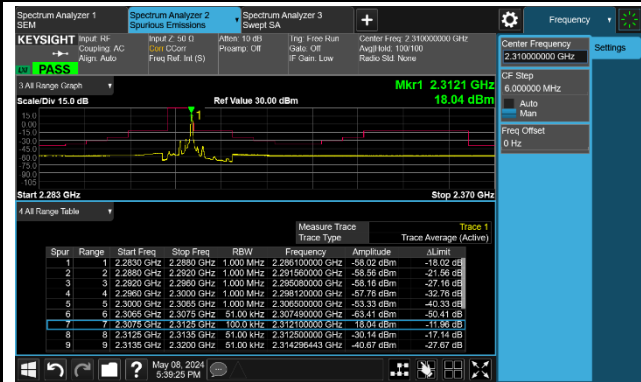 Spectrum Analyzer 1
SEM
Spectrum Analyzer 2
Spurious Emissions
Spectrum Analyzer 3
Swept SA
Frequency
KEYSIGHT
Input: RF
Coupling: AC
Align: Auto
Input Z: 50 Ω
Corr CCorr
Freq Ref: Int (S)
Atten: 10 dB
Preamp: Off
Trig: Free Run
Gate: Off
IF Gain: Low
Center Freq: 2.310000000 GHz
Avg|Hold: 100/100
Radio Std: None
LXI PASS
Center Frequency
2.310000000 GHz
Settings
CF Step
6.000000 MHz
Auto
Man
Freq Offset
0 Hz
3 All Range Graph
Mkr1 2.3121 GHz
18.04 dBm
Scale/Div 15.0 dB
Ref Value 30.00 dBm
1
15.0
0.00
-15.0
-30.0
-45.0
-60.0
-75.0
-90.0
-105
Start 2.283 GHz
Stop 2.370 GHz
4 All Range Table
Measure Trace Trace 1
Trace Type Trace Average (Active)
Spur Range Start Freq Stop Freq RBW Frequency Amplitude ΔLimit
1 1 2.2830 GHz 2.2880 GHz 1.000 MHz 2.286100000 GHz -58.02 dBm -18.02 dB
2 2 2.2880 GHz 2.2920 GHz 1.000 MHz 2.291560000 GHz -58.56 dBm -21.56 dB
3 3 2.2920 GHz 2.2960 GHz 1.000 MHz 2.295080000 GHz -58.16 dBm -27.16 dB
4 4 2.2960 GHz 2.3000 GHz 1.000 MHz 2.298120000 GHz -57.76 dBm -32.76 dB
5 5 2.3000 GHz 2.3065 GHz 1.000 MHz 2.306500000 GHz -53.33 dBm -40.33 dB
6 6 2.3065 GHz 2.3075 GHz 51.00 kHz 2.307490000 GHz -63.41 dBm -50.41 dB
7 7 2.3075 GHz 2.3125 GHz 100.0 kHz 2.312100000 GHz 18.04 dBm -11.96 dB
8 8 2.3125 GHz 2.3135 GHz 51.00 kHz 2.312500000 GHz -30.14 dBm -17.14 dB
9 9 2.3135 GHz 2.3200 GHz 51.00 kHz 2.314296443 GHz -40.67 dBm -27.67 dB
May 08, 2024
5:39:25 PM